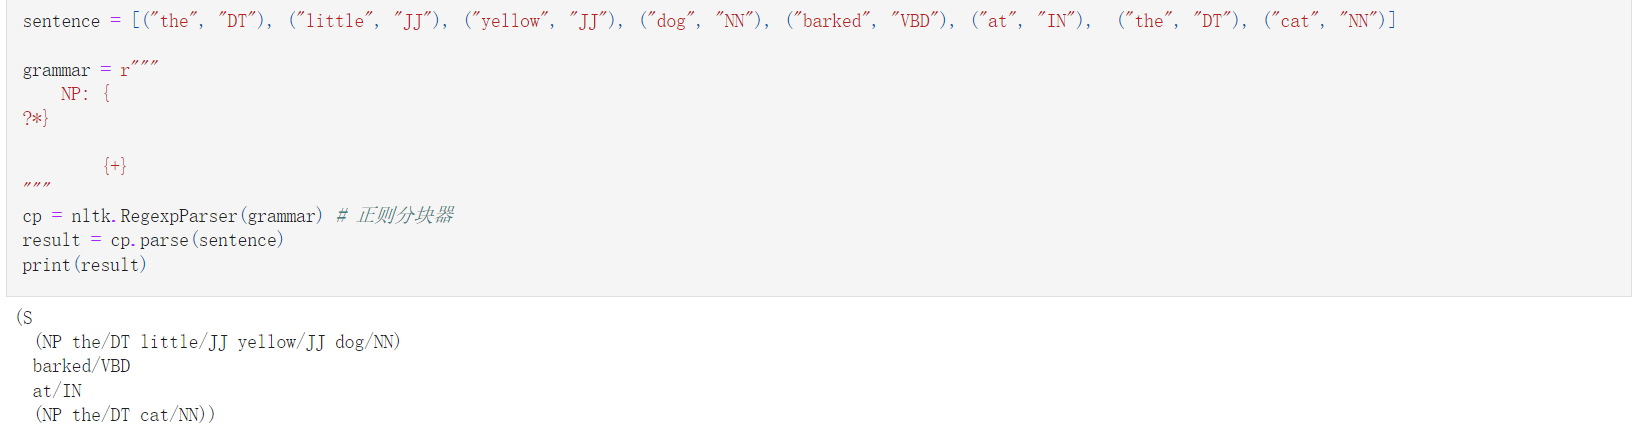 sentence = [("the", "DT"), ("little", "JJ"), ("yellow", "JJ"), ("dog", "NN"), ("barked", "VBD"), ("at", "IN"),  ("the", "DT"), ("cat", "NN")]
grammar = r"""
    NP: {
?*}
        {+}
"""
cp = nltk.RegexpParser(grammar) # 正则分块器
result = cp.parse(sentence)
print(result)
(S
  (NP the/DT little/JJ yellow/JJ dog/NN)
  barked/VBD
  at/IN
  (NP the/DT cat/NN))